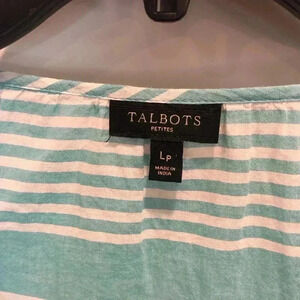 TALBOTS
PETITES
LP
MADE IN
INDIA